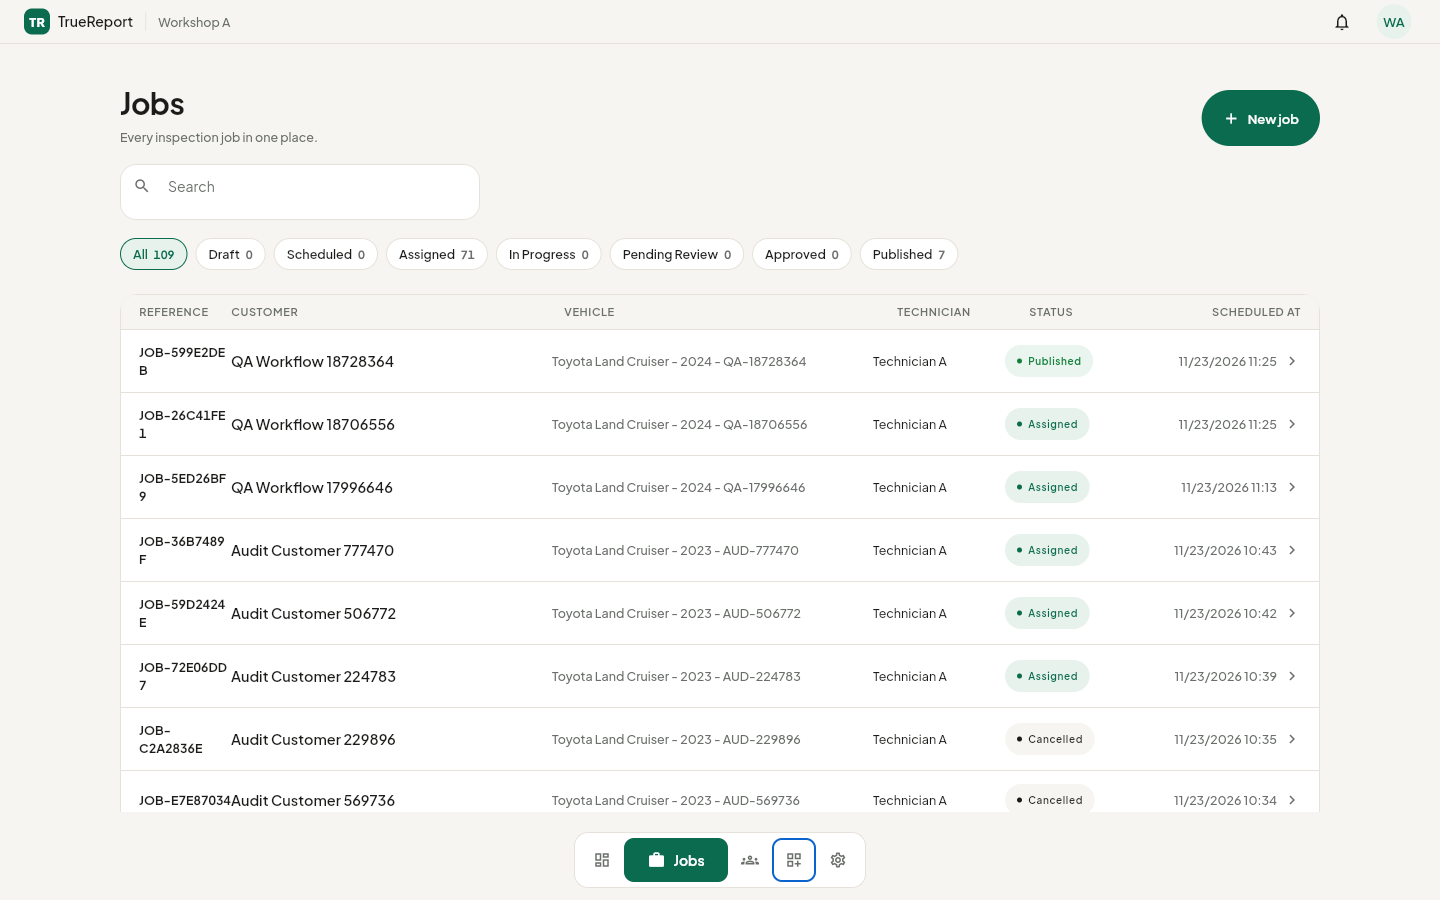 TR TrueReport Workshop A WA
Jobs
Every inspection job in one place.
+ New job
Search
All 109 Draft 0 Scheduled 0 Assigned 71 In Progress 0 Pending Review 0 Approved 0 Published 7
REFERENCE CUSTOMER VEHICLE TECHNICIAN STATUS SCHEDULED AT
JOB-599E2DE
B
QA Workflow 18728364 Toyota Land Cruiser - 2024 - QA-18728364 Technician A Published 11/23/2026 11:25
JOB-26C41FE
1
QA Workflow 18706556 Toyota Land Cruiser - 2024 - QA-18706556 Technician A Assigned 11/23/2026 11:25
JOB-5ED26BF
9
QA Workflow 17996646 Toyota Land Cruiser - 2024 - QA-17996646 Technician A Assigned 11/23/2026 11:13
JOB-36B7489
F
Audit Customer 777470 Toyota Land Cruiser - 2023 - AUD-777470 Technician A Assigned 11/23/2026 10:43
JOB-59D2424
E
Audit Customer 506772 Toyota Land Cruiser - 2023 - AUD-506772 Technician A Assigned 11/23/2026 10:42
JOB-72E06DD
7
Audit Customer 224783 Toyota Land Cruiser - 2023 - AUD-224783 Technician A Assigned 11/23/2026 10:39
JOB-
C2A2836E
Audit Customer 229896 Toyota Land Cruiser - 2023 - AUD-229896 Technician A Cancelled 11/23/2026 10:35
JOB-E7E87034 Audit Customer 569736 Toyota Land Cruiser - 2023 - AUD-569736 Technician A Cancelled 11/23/2026 10:34
Jobs